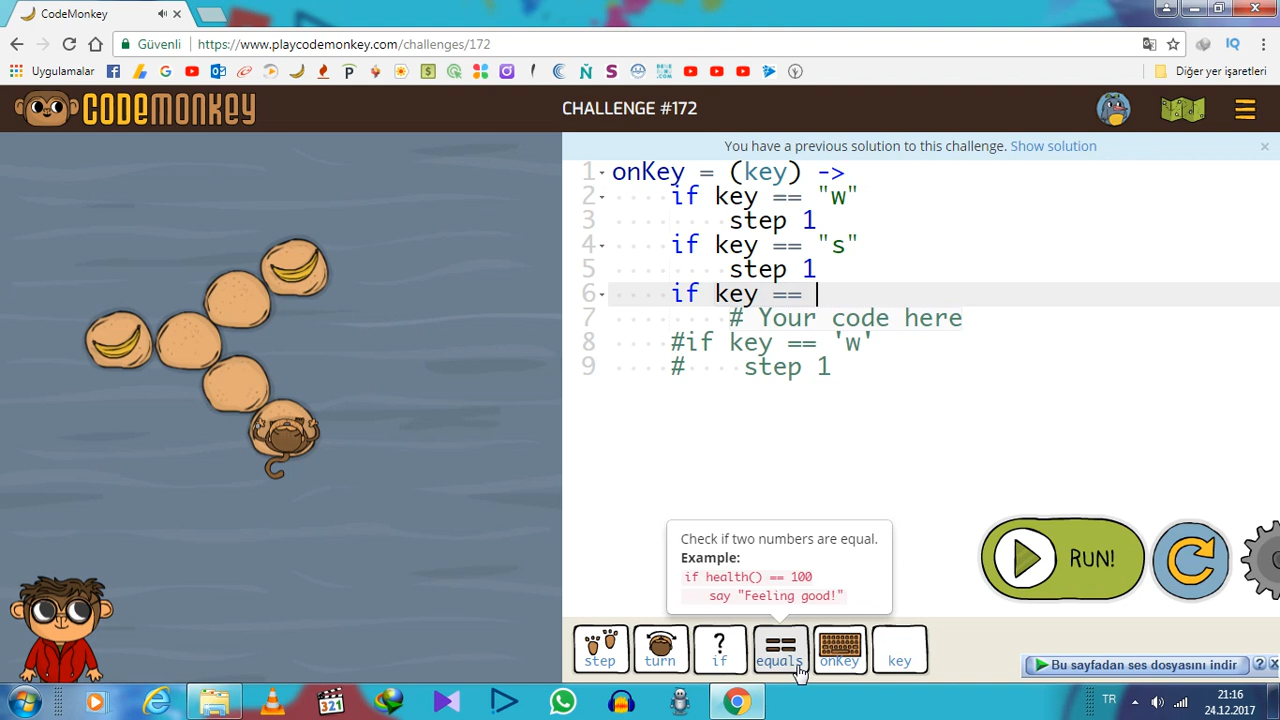 CodeMonkey
Güvenli
https://www.playcodemonkey.com/challenges/172
IQ
Uygulamalar
Diğer yer işaretleri
CODEMONKEY
CHALLENGE #172
You have a previous solution to this challenge. Show solution
1 onKey = (key) ->
2 if key == "w"
3 step 1
4 if key == "s"
5 step 1
6 if key ==
7 # Your code here
8 #if key == 'w'
9 # step 1
Check if two numbers are equal.
Example:
if health() == 100
say "Feeling good!"
RUN!
step turn if equals onKey key
Bu sayfadan ses dosyasını indir
321
TR
21:16
24.12.2017